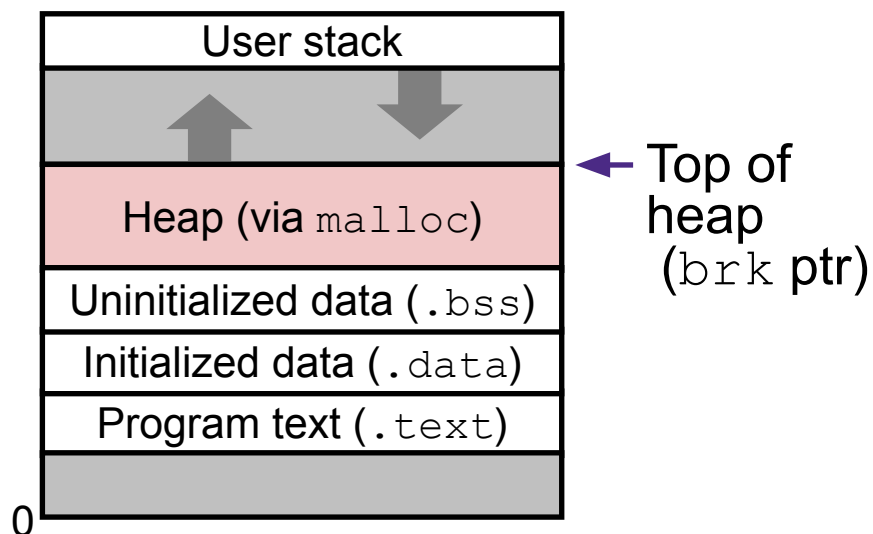 User stack
Top of
heap
(brk ptr)
Heap (via malloc)
Uninitialized data (.bss)
Initialized data (.data)
Program text (.text)
0